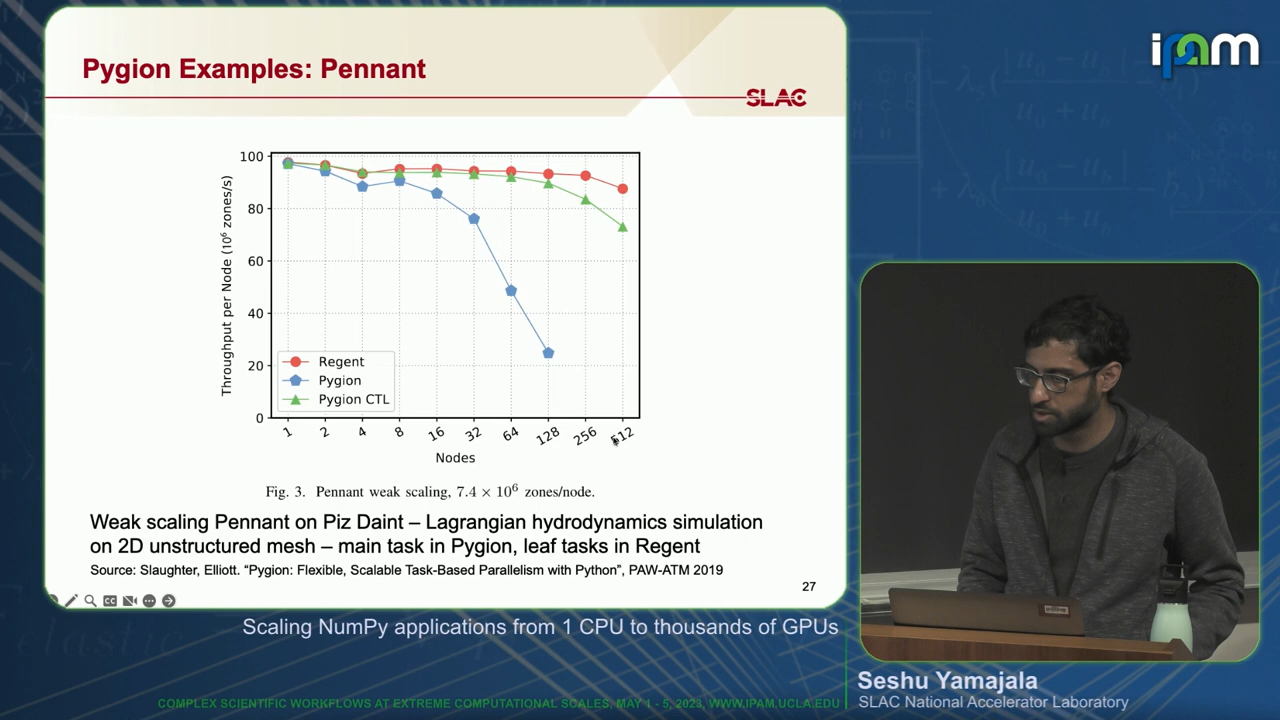 Pygion Examples: Pennant
SLAC
ipam
100
80
60
40
20
0
Throughput per Node (10⁶ zones/s)
Regent
Pygion
Pygion CTL
1 2 4 8 16 32 64 128 256 512
Nodes
Fig. 3. Pennant weak scaling, 7.4 × 10⁶ zones/node.
Weak scaling Pennant on Piz Daint – Lagrangian hydrodynamics simulation
on 2D unstructured mesh – main task in Pygion, leaf tasks in Regent
Source: Slaughter, Elliott. “Pygion: Flexible, Scalable Task-Based Parallelism with Python”, PAW-ATM 2019
27
Scaling NumPy applications from 1 CPU to thousands of GPUs
Seshu Yamajala
SLAC National Accelerator Laboratory
COMPLEX SCIENTIFIC WORKFLOWS AT EXTREME COMPUTATIONAL SCALES, MAY 1 - 5, 2023, WWW.IPAM.UCLA.EDU